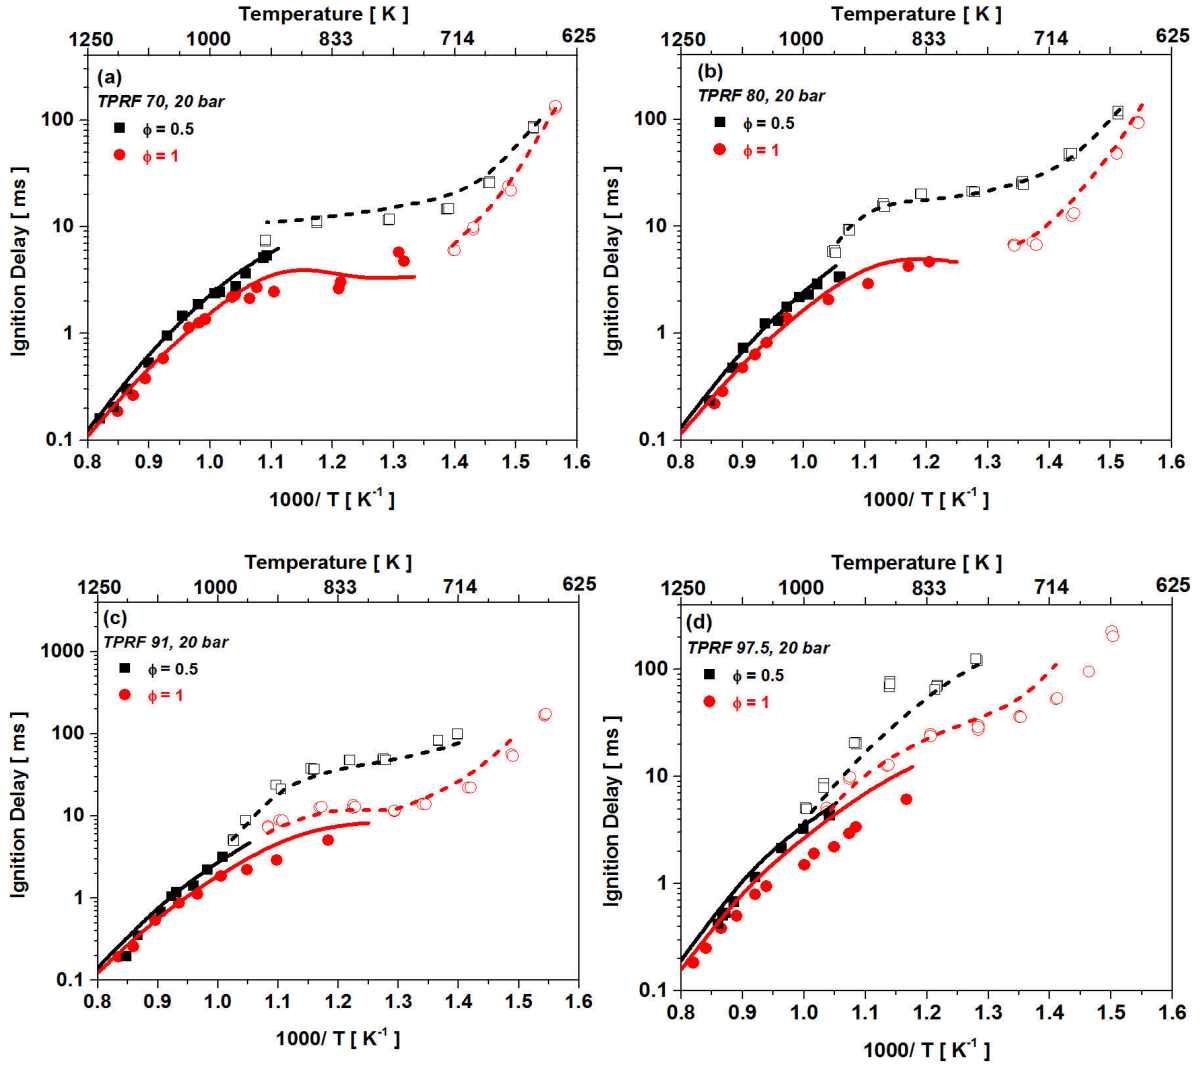 Temperature [ K ]
1250 1000 833 714 625
(a)
TPRF 70, 20 bar
ϕ = 0.5
ϕ = 1
Ignition Delay [ ms ]
100
10
1
0.1
0.8 0.9 1.0 1.1 1.2 1.3 1.4 1.5 1.6
1000/ T [ K⁻¹ ]
Temperature [ K ]
1250 1000 833 714 625
(b)
TPRF 80, 20 bar
ϕ = 0.5
ϕ = 1
Ignition Delay [ ms ]
100
10
1
0.1
0.8 0.9 1.0 1.1 1.2 1.3 1.4 1.5 1.6
1000/ T [ K⁻¹ ]
Temperature [ K ]
1250 1000 833 714 625
(c)
TPRF 91, 20 bar
ϕ = 0.5
ϕ = 1
Ignition Delay [ ms ]
1000
100
10
1
0.1
0.8 0.9 1.0 1.1 1.2 1.3 1.4 1.5 1.6
1000/ T [ K⁻¹ ]
Temperature [ K ]
1250 1000 833 714 625
(d)
TPRF 97.5, 20 bar
ϕ = 0.5
ϕ = 1
Ignition Delay [ ms ]
100
10
1
0.1
0.8 0.9 1.0 1.1 1.2 1.3 1.4 1.5 1.6
1000/ T [ K⁻¹ ]